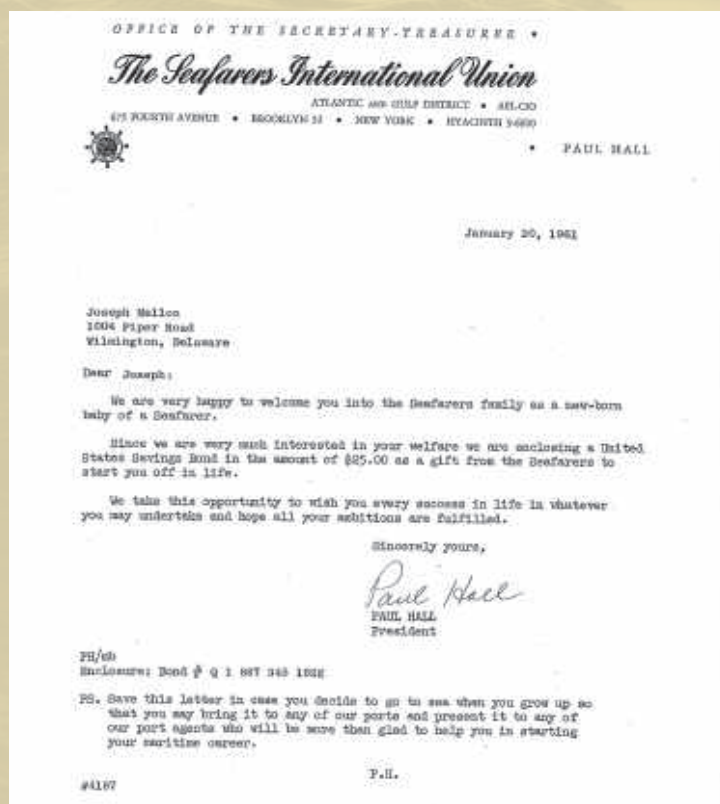 OFFICE OF THE SECRETARY-TREASURER •
The Seafarers International Union
ATLANTIC AND GULF DISTRICT • AFL-CIO
675 FOURTH AVENUE • BROOKLYN 32 • NEW YORK • HYACINTH
• PAUL HALL
January 20, 1961
Joseph Mallon
1004 Piper Road
Wilmington, Delaware
Dear Joseph:
We are very happy to welcome you into the Seafarers family as a new-born
baby of a Seafarer.
Since we are very much interested in your welfare we are enclosing a United
States Savings Bond in the amount of $25.00 as a gift from the Seafarers to
start you off in life.
We take this opportunity to wish you every success in life in whatever
you may undertake and hope all your ambitions are fulfilled.
Sincerely yours,
Paul Hall
PAUL HALL
President
PH/
Enclosure: Bond # Q 1
PS. Save this letter in case you decide to go to sea when you grow up so
that you may bring it to any of our ports and present it to any of
our port agents who will be more than glad to help you in starting
your maritime career.
P.H.
#4187